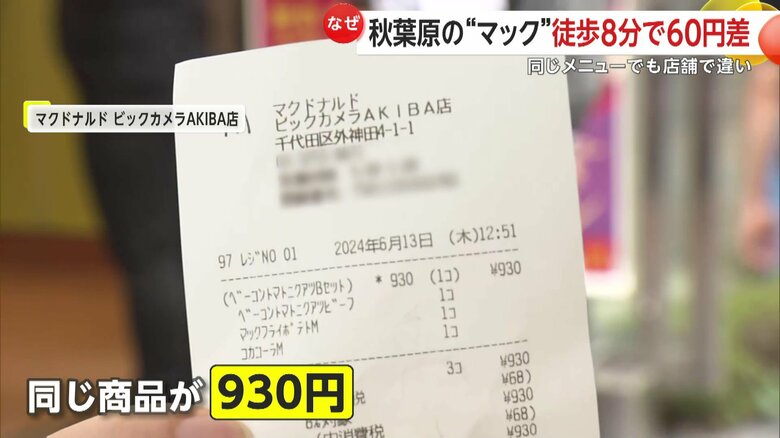 なぜ
秋葉原の“マック”徒歩8分で60円差
同じメニューでも店舗で違い
マクドナルド ビックカメラAKIBA店
マクドナルド
ビックカメラAKIBA店
千代田区外神田4-1-1
97 レジNO 01 2024年6月13日 (木)12:51
(ベーコントマトニクアツBセット) * 930 (1コ) ¥930
ベーコントマトニクアツビーフ 1コ
マックフライポテトM 1コ
コカコーラM 1コ
3コ ¥930
¥68)
¥930
¥68)
(内消費税
同じ商品が 930円